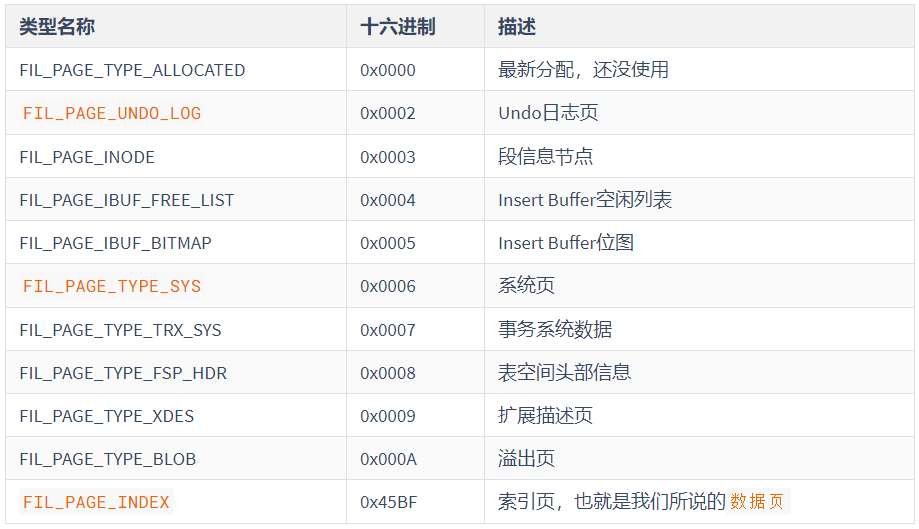 类型名称 十六进制 描述
FIL_PAGE_TYPE_ALLOCATED 0x0000 最新分配，还没使用
FIL_PAGE_UNDO_LOG 0x0002 Undo日志页
FIL_PAGE_INODE 0x0003 段信息节点
FIL_PAGE_IBUF_FREE_LIST 0x0004 Insert Buffer空闲列表
FIL_PAGE_IBUF_BITMAP 0x0005 Insert Buffer位图
FIL_PAGE_TYPE_SYS 0x0006 系统页
FIL_PAGE_TYPE_TRX_SYS 0x0007 事务系统数据
FIL_PAGE_TYPE_FSP_HDR 0x0008 表空间头部信息
FIL_PAGE_TYPE_XDES 0x0009 扩展描述页
FIL_PAGE_TYPE_BLOB 0x000A 溢出页
FIL_PAGE_INDEX 0x45BF 索引页，也就是我们所说的数据页